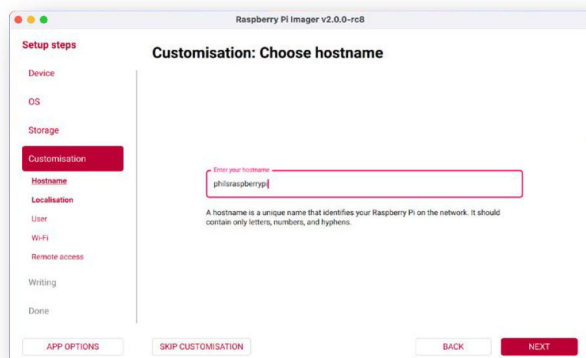 Raspberry Pi Imager v2.0.0-rc8
Setup steps
Device
OS
Storage
Customisation
Hostname
Localisation
User
Wi-Fi
Remote access
Writing
Done
Customisation: Choose hostname
Enter your hostname
philsraspberrypi
A hostname is a unique name that identifies your Raspberry Pi on the network. It should
contain only letters, numbers, and hyphens.
APP OPTIONS
SKIP CUSTOMISATION
BACK
NEXT